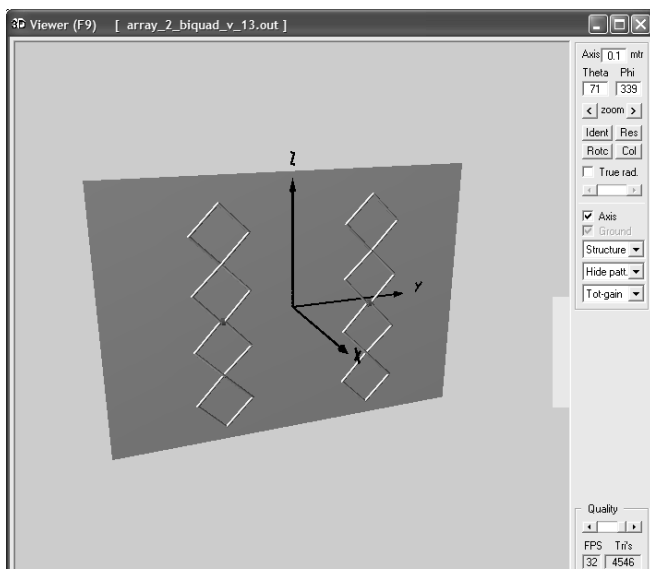 3D Viewer (F9) [ array_2_biquad_v_13.out ]
Axis 0.1 mtr
Theta Phi
71 339
< zoom >
Ident Res
Rotc Col
True rad.
Axis
Ground
Structure
Hide patt.
Tot-gain
Z
Y
X
Quality
FPS Tri's
32 4546